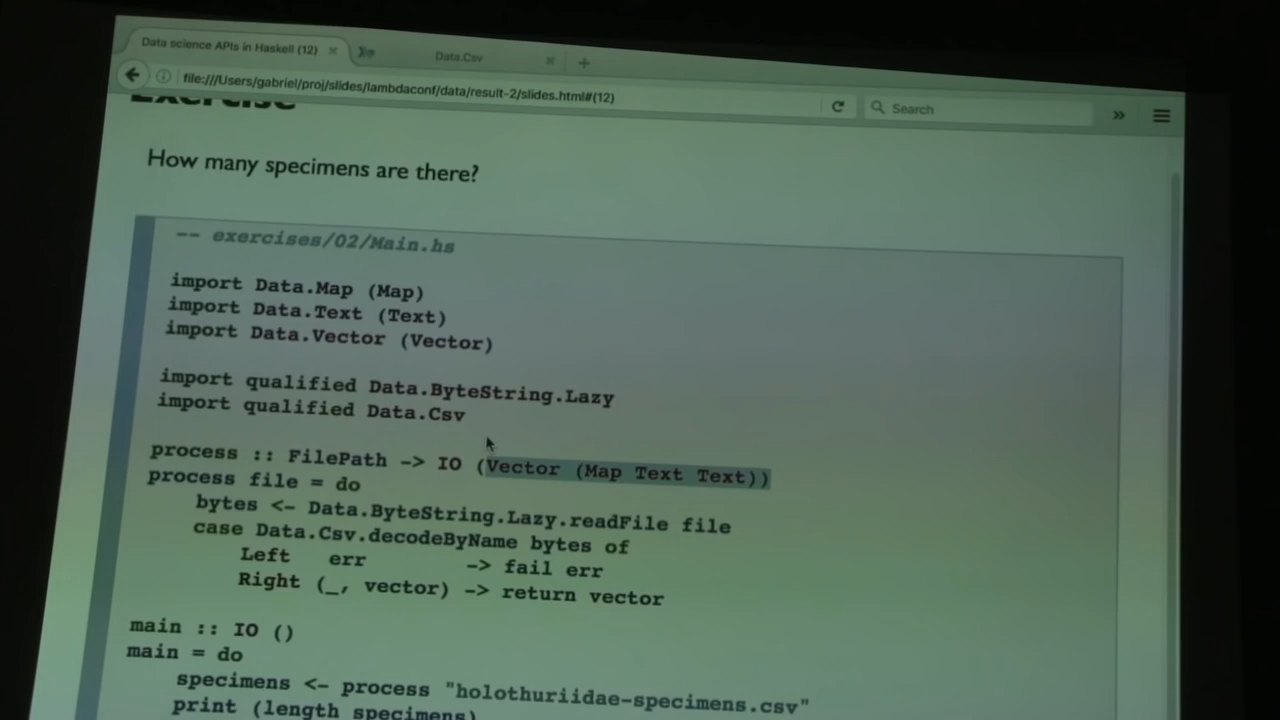 Data science APIs in Haskell (12)
Data.Csv
file:///Users/gabriel/proj/slides/lambdaconf/data/result-2/slides.html#(12)
Search
Exercise
How many specimens are there?
-- exercises/02/Main.hs
import Data.Map (Map)
import Data.Text (Text)
import Data.Vector (Vector)
import qualified Data.ByteString.Lazy
import qualified Data.Csv
process :: FilePath -> IO (Vector (Map Text Text))
process file = do
bytes <- Data.ByteString.Lazy.readFile file
case Data.Csv.decodeByName bytes of
Left err -> fail err
Right (_, vector) -> return vector
main :: IO ()
main = do
specimens <- process "holothuriidae-specimens.csv"
print (length specimens)